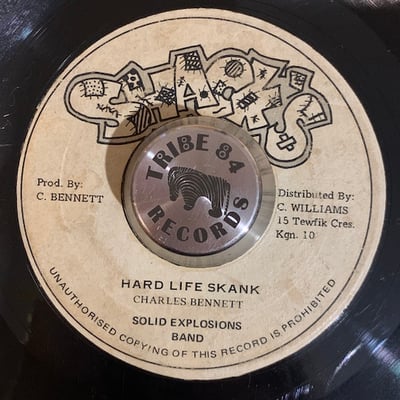 Prod. By:
C. BENNETT
TRIBE 84
RECORDS
Distributed By:
C. WILLIAMS
15 Tewfik Cres.
Kgn. 10
HARD LIFE SKANK
CHARLES BENNETT
SOLID EXPLOSIONS
BAND
UNAUTHORISED COPYING OF THIS RECORD IS PROHIBITED